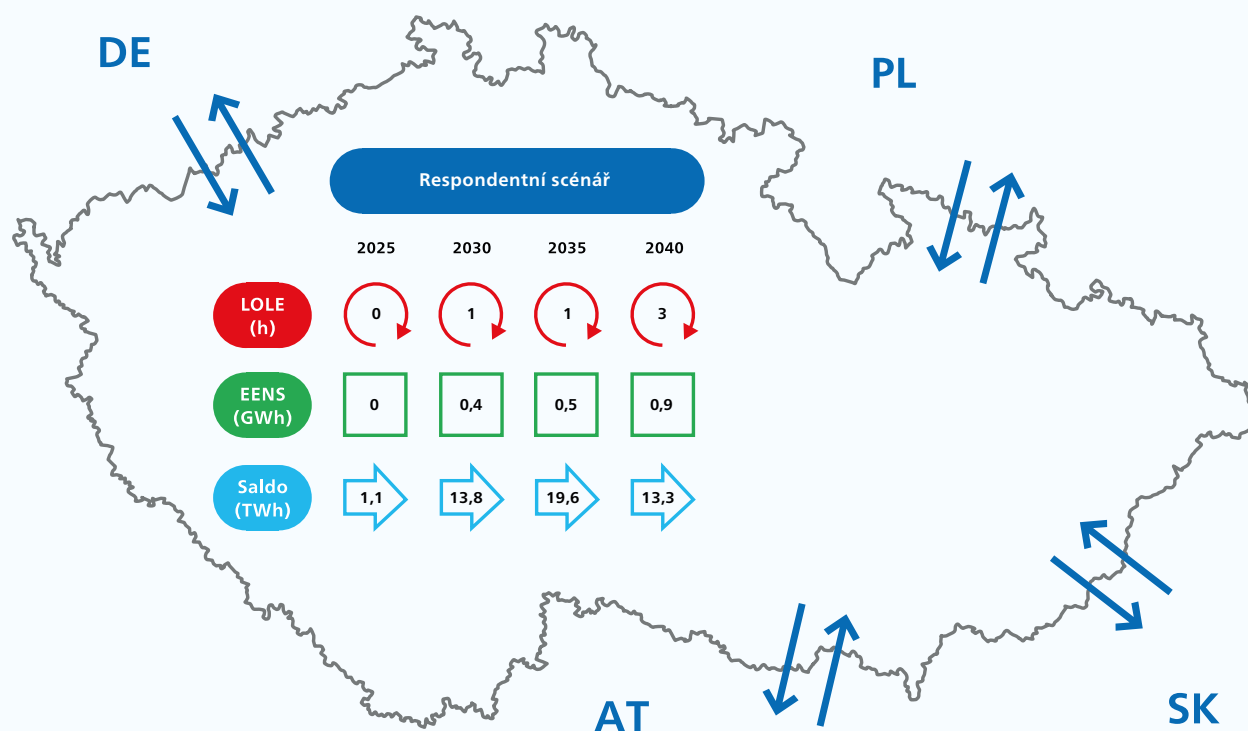 DE
PL
Respondentní scénář
2025 2030 2035 2040
LOLE
(h)
0 1 1 3
EENS
(GWh)
0 0,4 0,5 0,9
Saldo
(TWh)
1,1 13,8 19,6 13,3
AT
SK